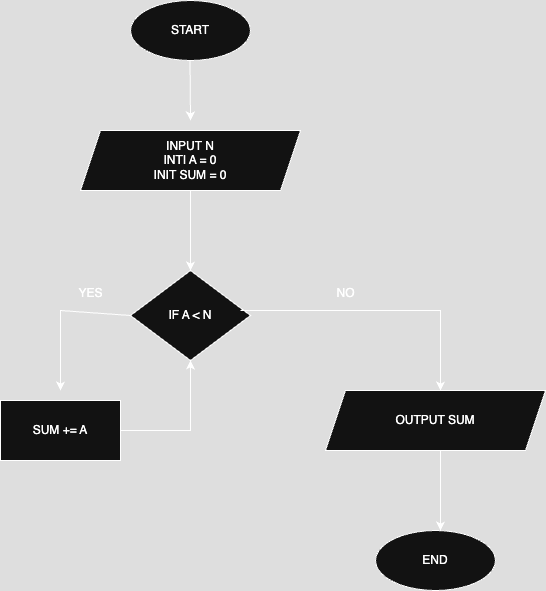 START
INPUT N
INTI A = 0
INIT SUM = 0
YES
NO
IF A < N
OUTPUT SUM
SUM += A
END